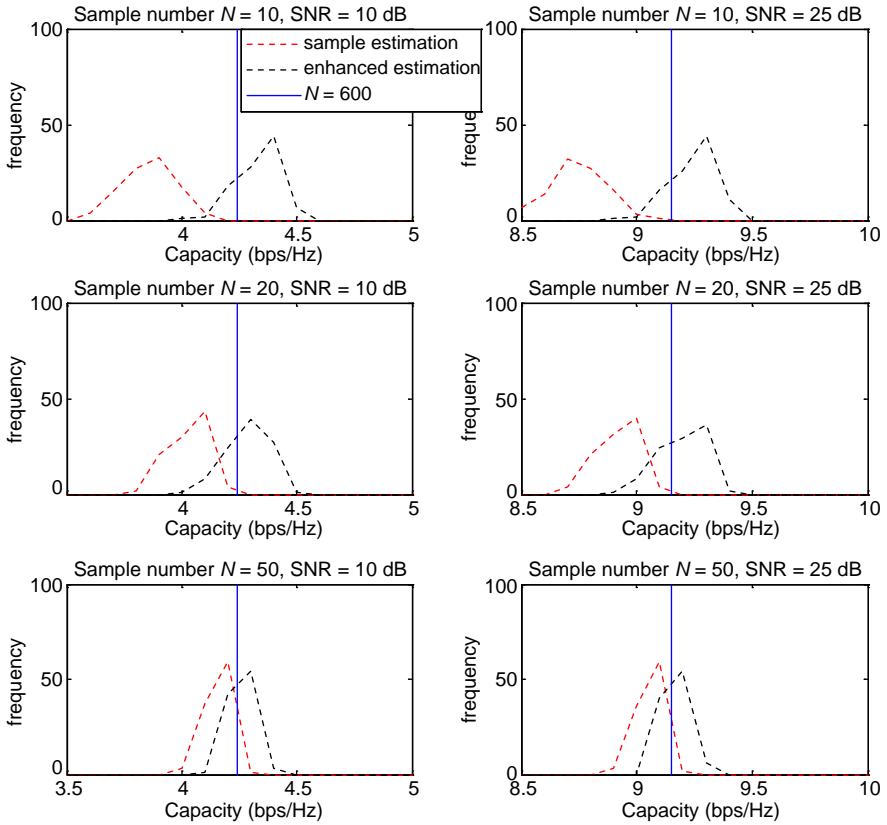 Sample number N = 10, SNR = 10 dB
100
50
0
frequency
4
4.5
5
3.5
Capacity (bps/Hz)
sample estimation
enhanced estimation
N = 600
Sample number N = 10, SNR = 25 dB
100
50
0
frequency
8.5
9
9.5
10
Capacity (bps/Hz)
Sample number N = 20, SNR = 10 dB
100
50
0
frequency
3.5
4
4.5
5
Capacity (bps/Hz)
Sample number N = 20, SNR = 25 dB
100
50
0
frequency
8.5
9
9.5
10
Capacity (bps/Hz)
Sample number N = 50, SNR = 10 dB
100
50
0
frequency
3.5
4
4.5
5
Capacity (bps/Hz)
Sample number N = 50, SNR = 25 dB
100
50
0
frequency
8.5
9
9.5
10
Capacity (bps/Hz)